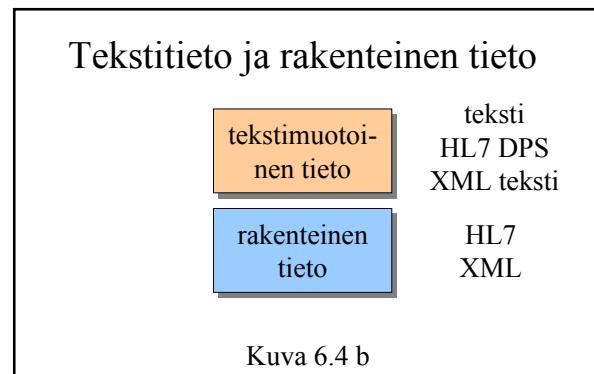 Tekstitieto ja rakenteinen tieto
tekstimuotoi-
nen tieto
teksti
HL7 DPS
XML teksti
rakenteinen
tieto
HL7
XML
Kuva 6.4 b